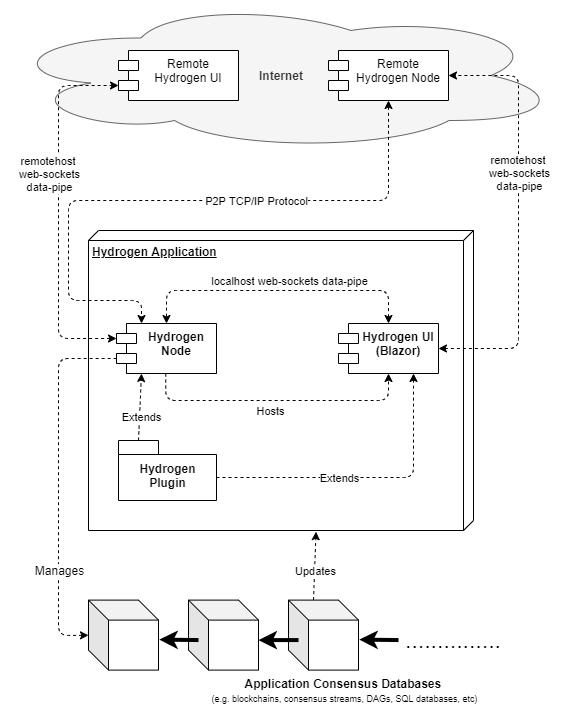 Remote
Hydrogen UI
Internet
Remote
Hydrogen Node
remotehost
web-sockets
data-pipe
remotehost
web-sockets
data-pipe
P2P TCP/IP Protocol
Hydrogen Application
localhost web-sockets data-pipe
Hydrogen
Node
Hydrogen UI
(Blazor)
Hosts
Extends
Hydrogen
Plugin
Extends
Manages
Updates
Application Consensus Databases
(e.g. blockchains, consensus streams, DAGs, SQL databases, etc)